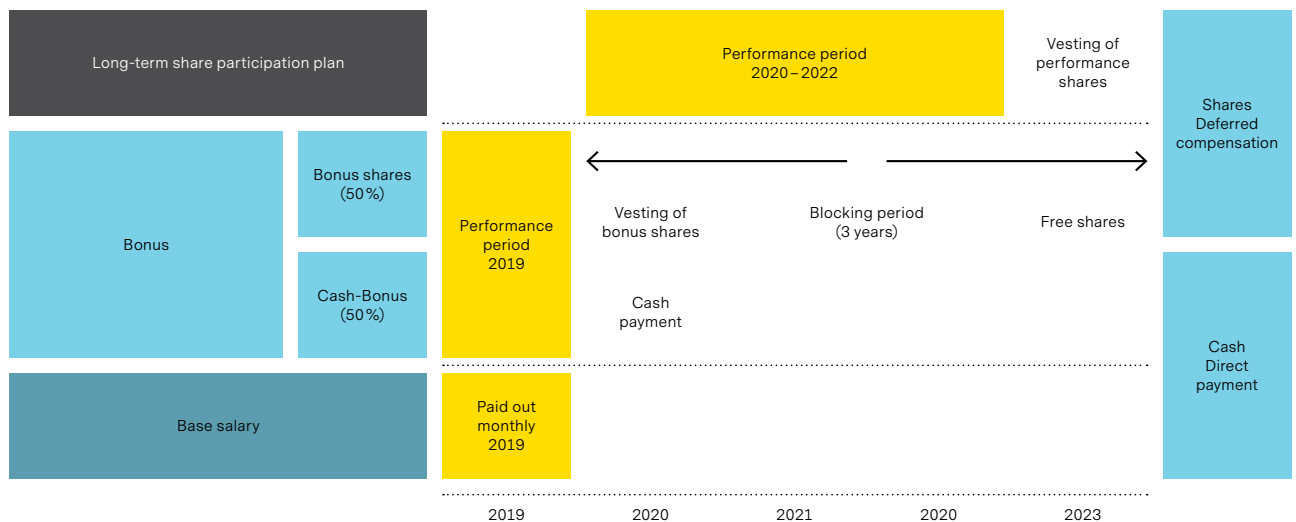 Long-term share participation plan
Performance period
2020–2022
Vesting of
performance
shares
Shares
Deferred
compensation
Bonus
Bonus shares
(50%)
Cash-Bonus
(50%)
Performance
period
2019
Vesting of
bonus shares
Blocking period
(3 years)
Free shares
Cash
payment
Cash
Direct
payment
Base salary
Paid out
monthly
2019
2019
2020
2021
2020
2023